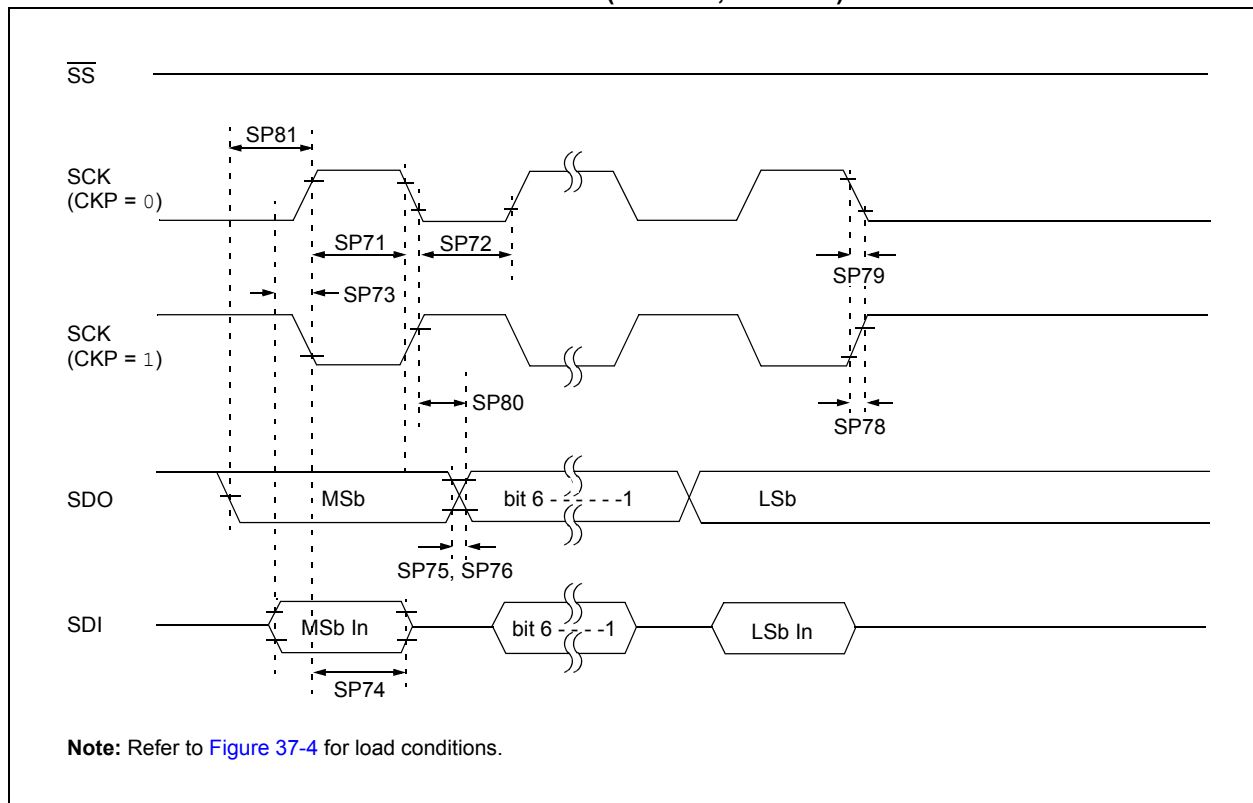 SS
SP81
SCK
(CKP = 0)
SP71
SP72
SP79
SP73
SCK
(CKP = 1)
SP80
SP78
SDO
MSb
bit 6 - - - - - - -1
LSb
SP75, SP76
SDI
MSb In
bit 6 - - - -1
LSb In
SP74
Note: Refer to Figure 37-4 for load conditions.